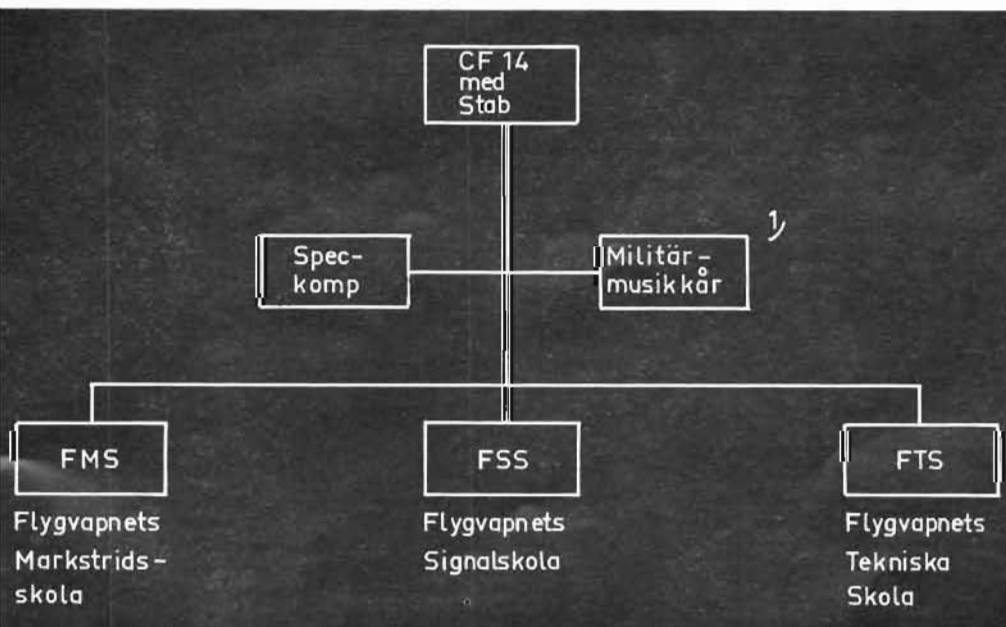 CF 14
med
Stab
Spec-
komp
1)
Militär-
musikkår
FMS
Flygvapnets
Markstrids-
skola
FSS
Flygvapnets
Signalskola
FTS
Flygvapnets
Tekniska
Skola